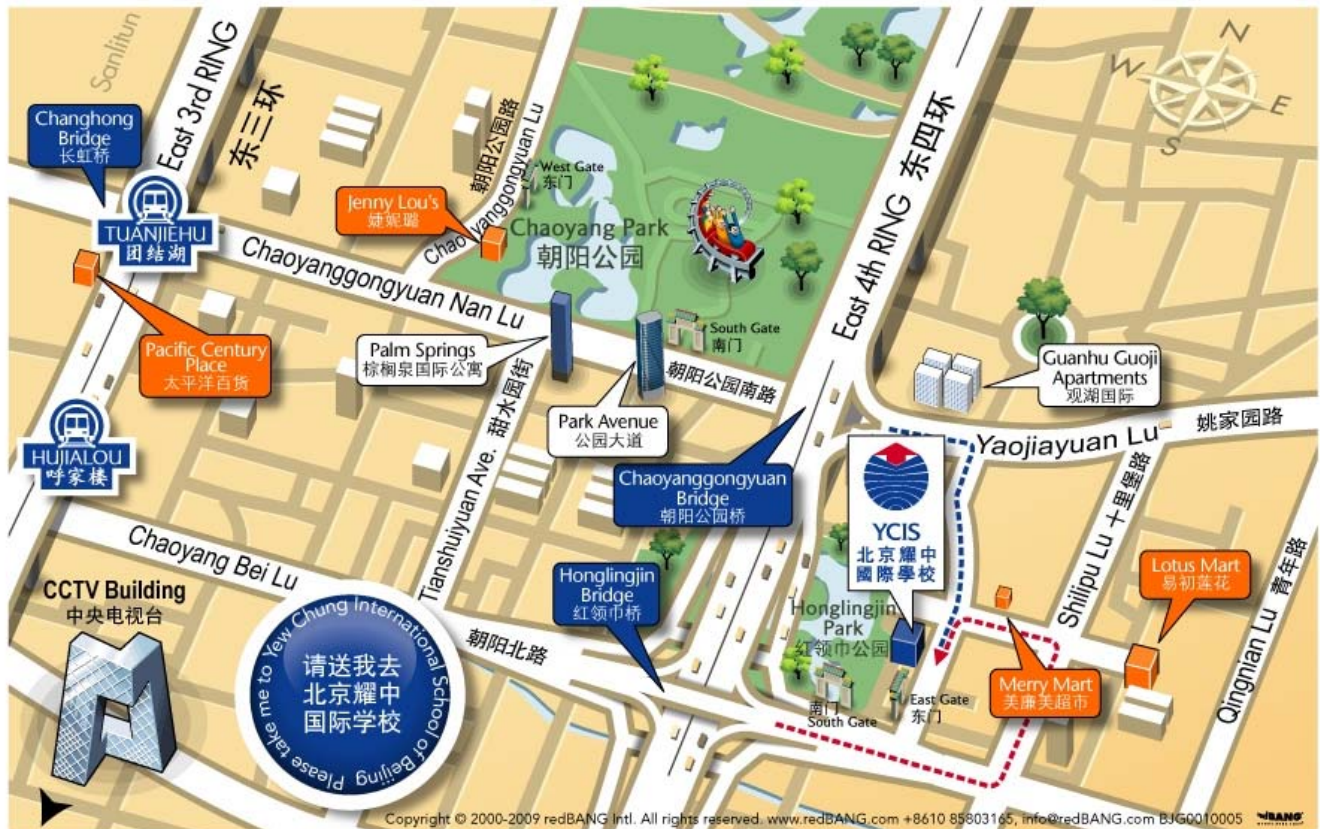 Sanlitun
East 3rd RING
东三环
Changhong
Bridge
长虹桥
TUANJIEHU
团结湖
Pacific Century
Place
太平洋百货
HUJIALOU
呼家楼
Chaoyanggongyuan Nan Lu
朝阳公园南路
Jenny Lou's
婕妮璐
朝阳公园路
Chaoyanggongyuan Lu
West Gate
东门
Chaoyang Park
朝阳公园
South Gate
南门
Palm Springs
棕榈泉国际公寓
Park Avenue
公园大道
Tianshuiyuan Ave. 甜水园街
East 4th RING 东四环
N
W
E
S
Guanhu Guoji
Apartments
观湖国际
Yaojiayuan Lu
姚家园路
Chaoyanggongyuan
Bridge
朝阳公园桥
YCIS
北京耀中
國際學校
Honglingjin
Bridge
红领巾桥
Honglingjin
Park
红领巾公园
南门
South Gate
East Gate
东门
Merry Mart
美廉美超市
Lotus Mart
易初莲花
Shilipu Lu 十里堡路
Qingnian Lu 青年路
Chaoyang Bei Lu
朝阳北路
CCTV Building
中央电视台
Please take me to Yew Chung International School of Beijing
请送我去
北京耀中
国际学校
Copyright © 2000-2009 redBANG Intl. All rights reserved. www.redBANG.com +8610 85803165, info@redBANG.com BJG0010005
redBANG